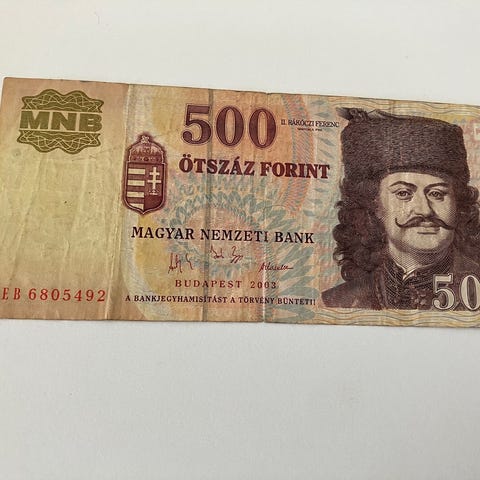 MNB
500
II. RÁKÓCZI FERENC
ÖTSZÁZ FORINT
MAGYAR NEMZETI BANK
BUDAPEST 2003
EB 6805492
A BANKJEGYHAMISÍTÁST A TÖRVÉNY BÜNTETI!
50